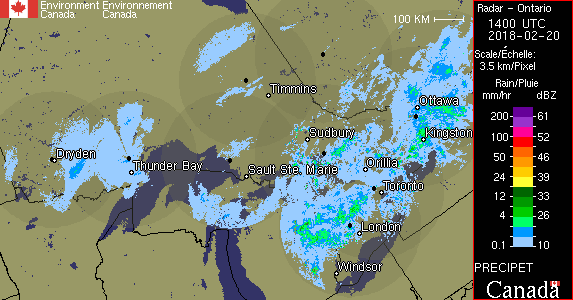 Environment Environnement
Canada Canada
100 KM
Timmins
Ottawa
Sudbury
Kingston
Dryden
Thunder Bay
Sault Ste. Marie
Orillia
Toronto
London
Windsor
Radar - Ontario
1400 UTC
2018-02-20
Scale/Échelle:
3.5 km/Pixel
Rain/Pluie
mm/hr dBZ
200 61
100 52
50 46
24 39
12 33
4 26
0.1 10
PRECIPET
Canada